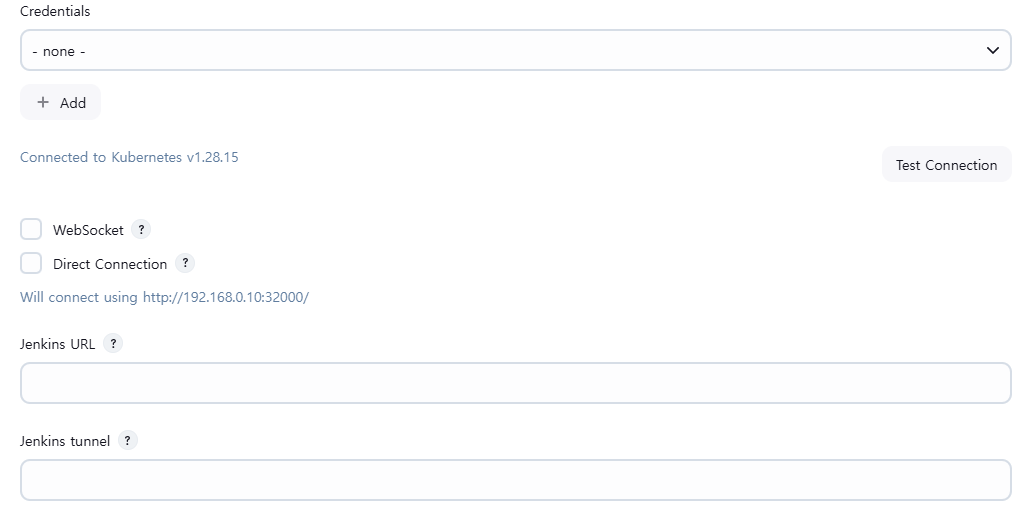 Credentials
- none -
+ Add
Connected to Kubernetes v1.28.15
Test Connection
WebSocket ?
Direct Connection ?
Will connect using http://192.168.0.10:32000/
Jenkins URL ?
Jenkins tunnel ?